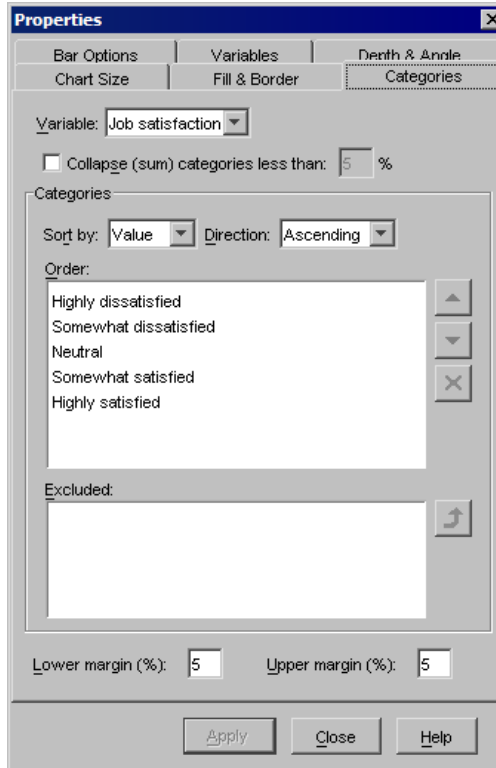 Properties
Bar Options Variables Depth & Angle
Chart Size Fill & Border Categories
Variable: Job satisfaction
Collapse (sum) categories less than: 5 %
Categories
Sort by: Value Direction: Ascending
Order:
Highly dissatisfied
Somewhat dissatisfied
Neutral
Somewhat satisfied
Highly satisfied
Excluded:
Lower margin (%): 5 Upper margin (%): 5
Apply Close Help